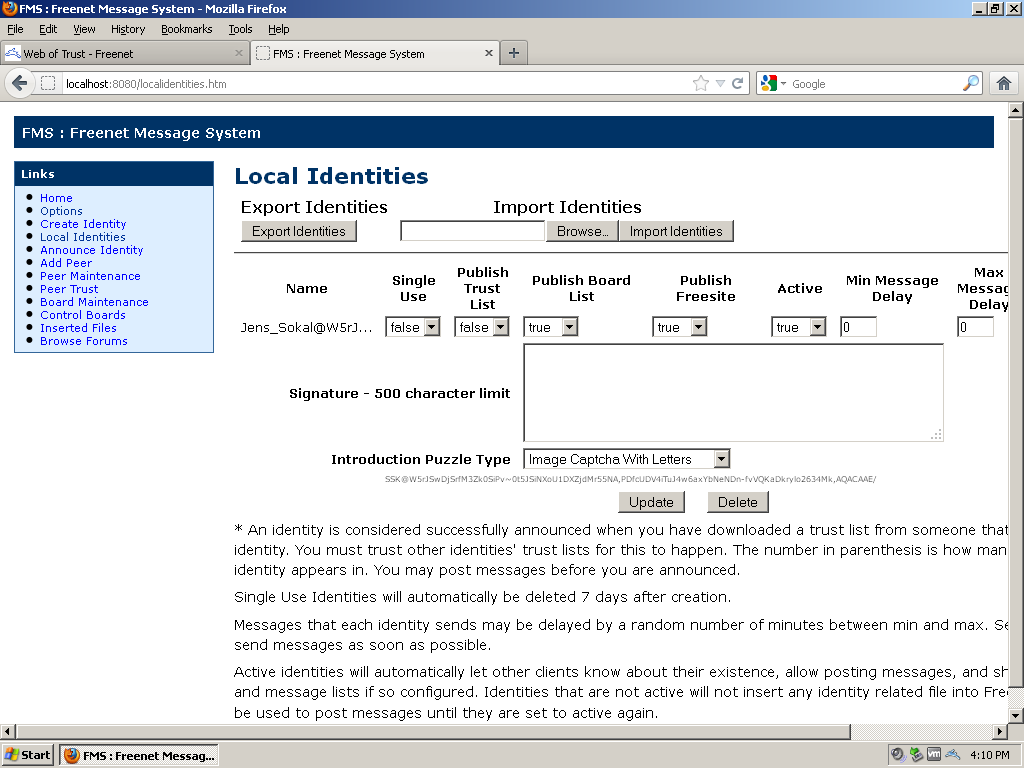 FMS : Freenet Message System - Mozilla Firefox
File Edit View History Bookmarks Tools Help
Web of Trust - Freenet
FMS : Freenet Message System
localhost:8080/localidentities.htm
Google
FMS : Freenet Message System
Links
Home
Options
Create Identity
Local Identities
Announce Identity
Add Peer
Peer Maintenance
Peer Trust
Board Maintenance
Control Boards
Inserted Files
Browse Forums
Local Identities
Export Identities Import Identities
Export Identities Browse... Import Identities
Name Single Use Publish Trust List Publish Board List Publish Freesite Active Min Message Delay Max Messag Delay
Jens_Sokal@W5rJ... false false true true true 0 0
Signature - 500 character limit
Introduction Puzzle Type Image Captcha With Letters
Update Delete
* An identity is considered successfully announced when you have downloaded a trust list from someone that
identity. You must trust other identities' trust lists for this to happen. The number in parenthesis is how man
identity appears in. You may post messages before you are announced.
Single Use Identities will automatically be deleted 7 days after creation.
Messages that each identity sends may be delayed by a random number of minutes between min and max. Se
send messages as soon as possible.
Active identities will automatically let other clients know about their existence, allow posting messages, and sh
and message lists if so configured. Identities that are not active will not insert any identity related file into Free
be used to post messages until they are set to active again.
Start FMS : Freenet Messag... 4:10 PM